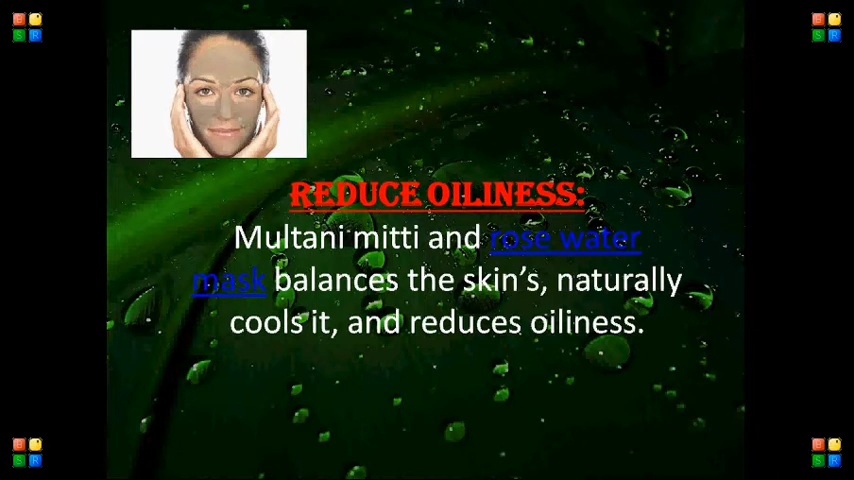 REDUCE OILINESS:
Multani mitti and rose water
mask balances the skin's, naturally
cools it, and reduces oiliness.
B
S R
B
S R
B
S R
B
S R